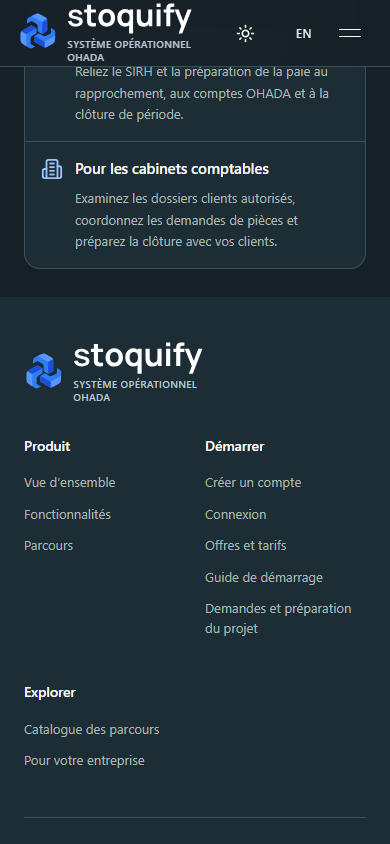 stoquify
SYSTÈME OPÉRATIONNEL
OHADA
EN
Reliez le SIRH et la préparation de la paie au
rapprochement, aux comptes OHADA et à la
clôture de période.
Pour les cabinets comptables
Examinez les dossiers clients autorisés,
coordonnez les demandes de pièces et
préparez la clôture avec vos clients.
stoquify
SYSTÈME OPÉRATIONNEL
OHADA
Produit
Vue d'ensemble
Fonctionnalités
Parcours
Démarrer
Créer un compte
Connexion
Offres et tarifs
Guide de démarrage
Demandes et préparation
du projet
Explorer
Catalogue des parcours
Pour votre entreprise